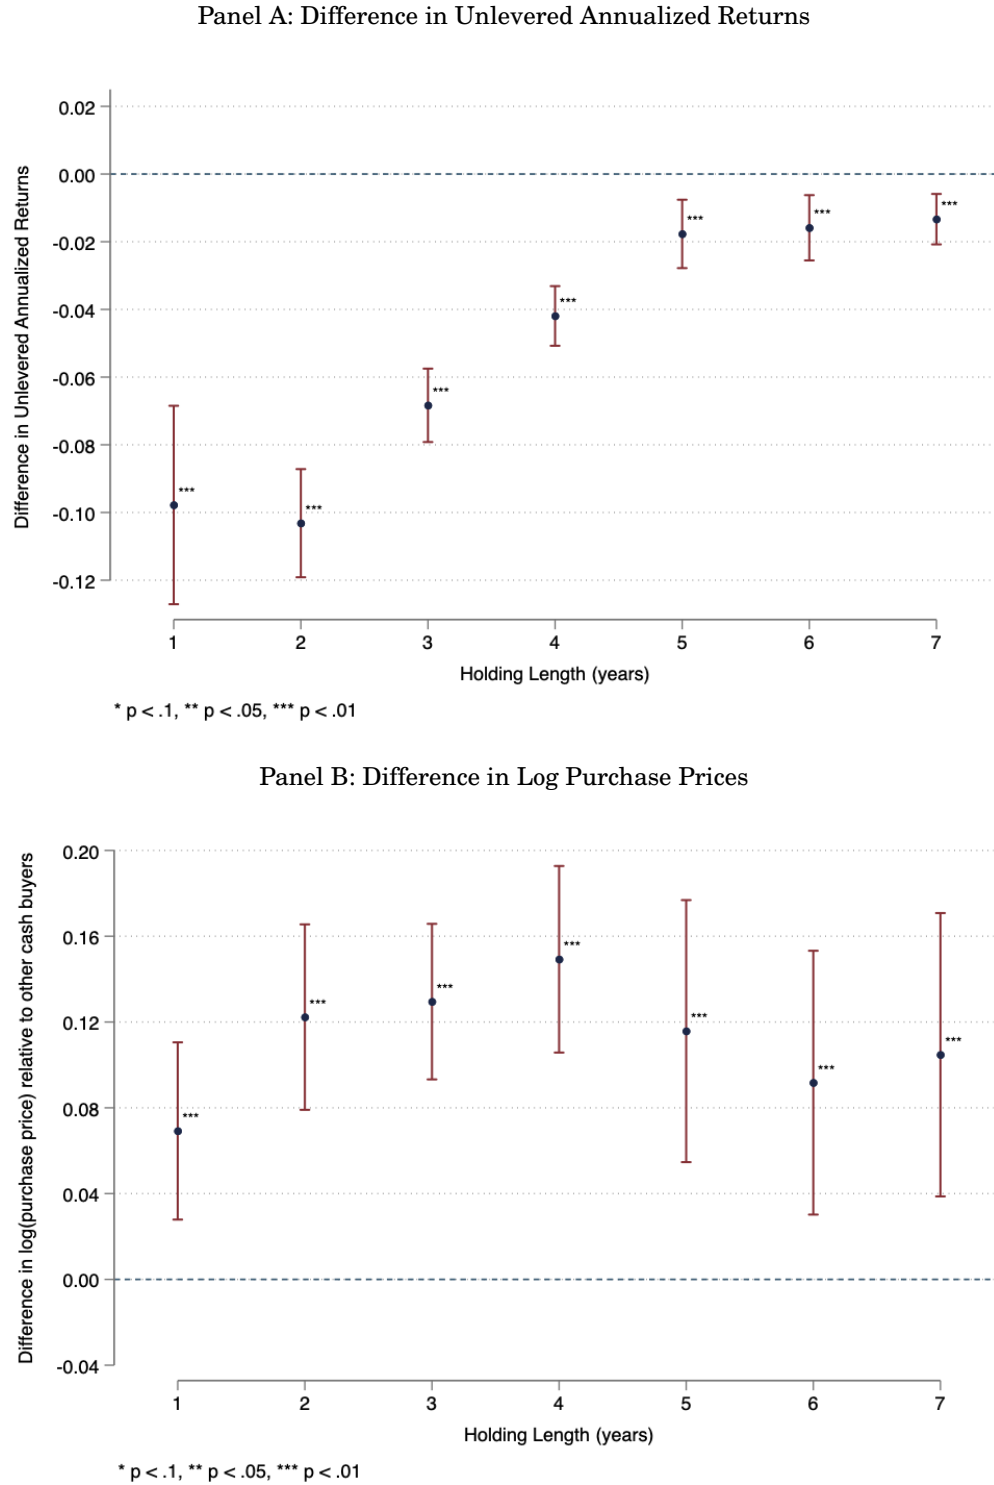 Panel A: Difference in Unlevered Annualized Returns
Difference in Unlevered Annualized Returns
0.02
0.00
-0.02
-0.04
-0.06
-0.08
-0.10
-0.12
***
***
***
***
***
***
***
1 2 3 4 5 6 7
Holding Length (years)
* p < .1, ** p < .05, *** p < .01
Panel B: Difference in Log Purchase Prices
Difference in log(purchase price) relative to other cash buyers
0.20
0.16
0.12
0.08
0.04
0.00
-0.04
***
***
***
***
***
***
***
1 2 3 4 5 6 7
Holding Length (years)
* p < .1, ** p < .05, *** p < .01